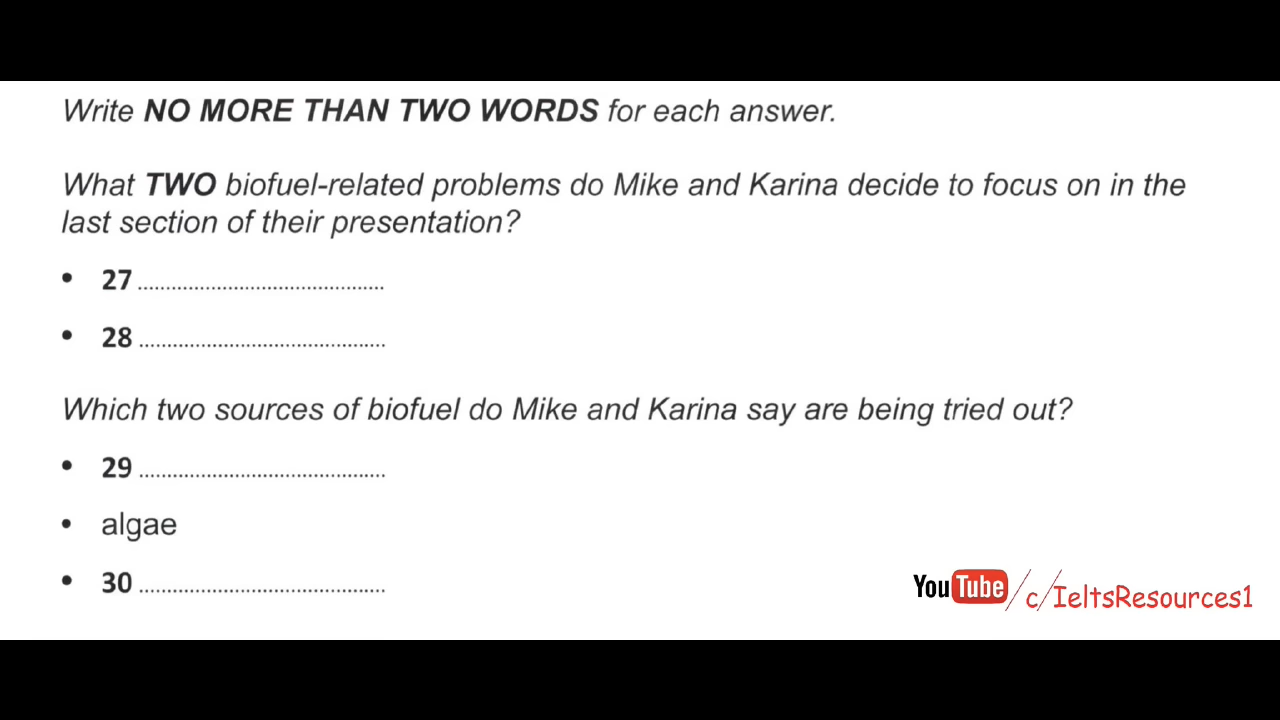 Write NO MORE THAN TWO WORDS for each answer.
What TWO biofuel-related problems do Mike and Karina decide to focus on in the
last section of their presentation?
• 27 ............................................
• 28 ............................................
Which two sources of biofuel do Mike and Karina say are being tried out?
• 29 ............................................
• algae
• 30 ............................................
YouTube/c/IeltsResources1